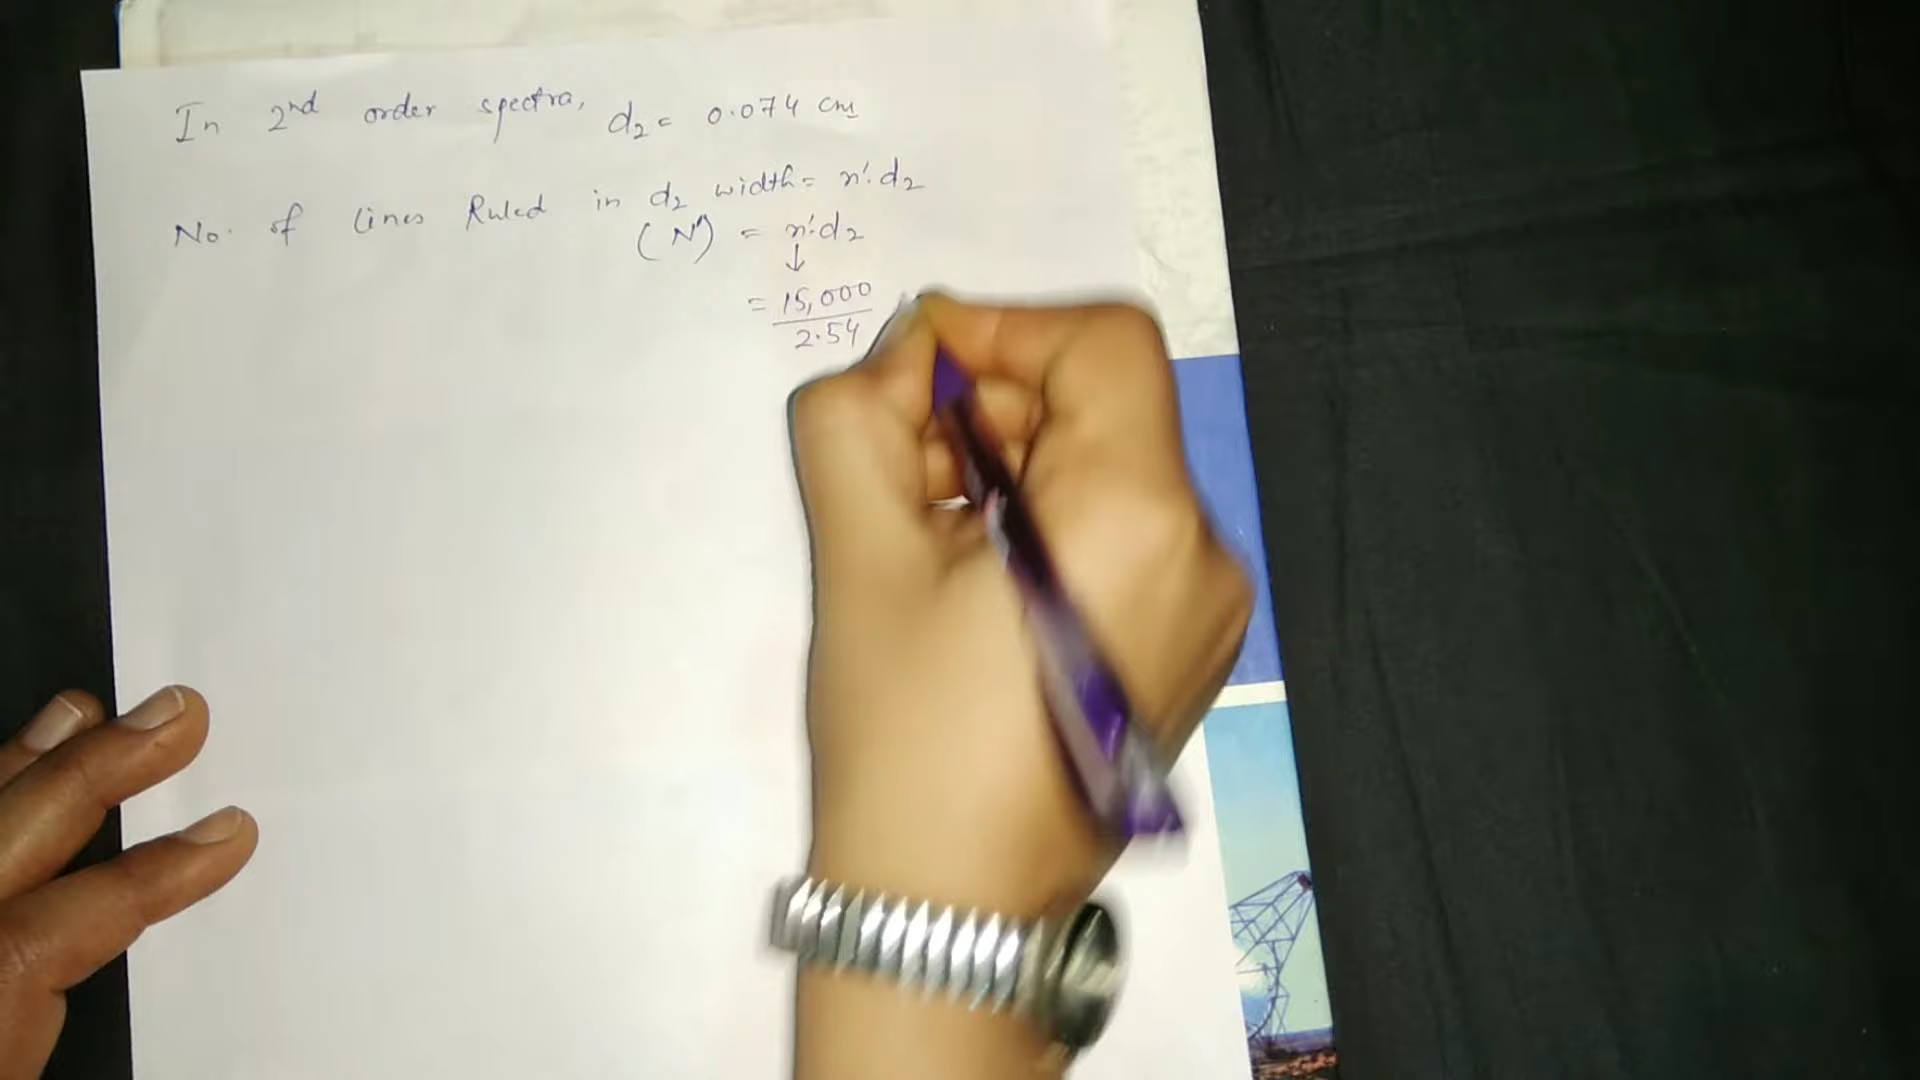 In 2nd order spectra, d2 = 0.074 cm
No. of lines Ruled in d2 width = n'.d2
(N') = n'.d2
↓
= 15,000
2.54